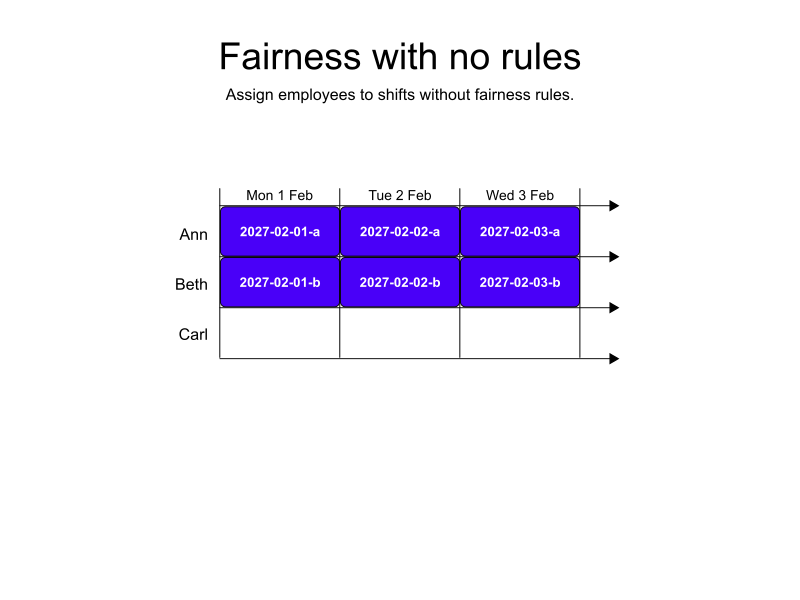 Fairness with no rules
Assign employees to shifts without fairness rules.
Mon 1 Feb Tue 2 Feb Wed 3 Feb
Ann 2027-02-01-a 2027-02-02-a 2027-02-03-a
Beth 2027-02-01-b 2027-02-02-b 2027-02-03-b
Carl